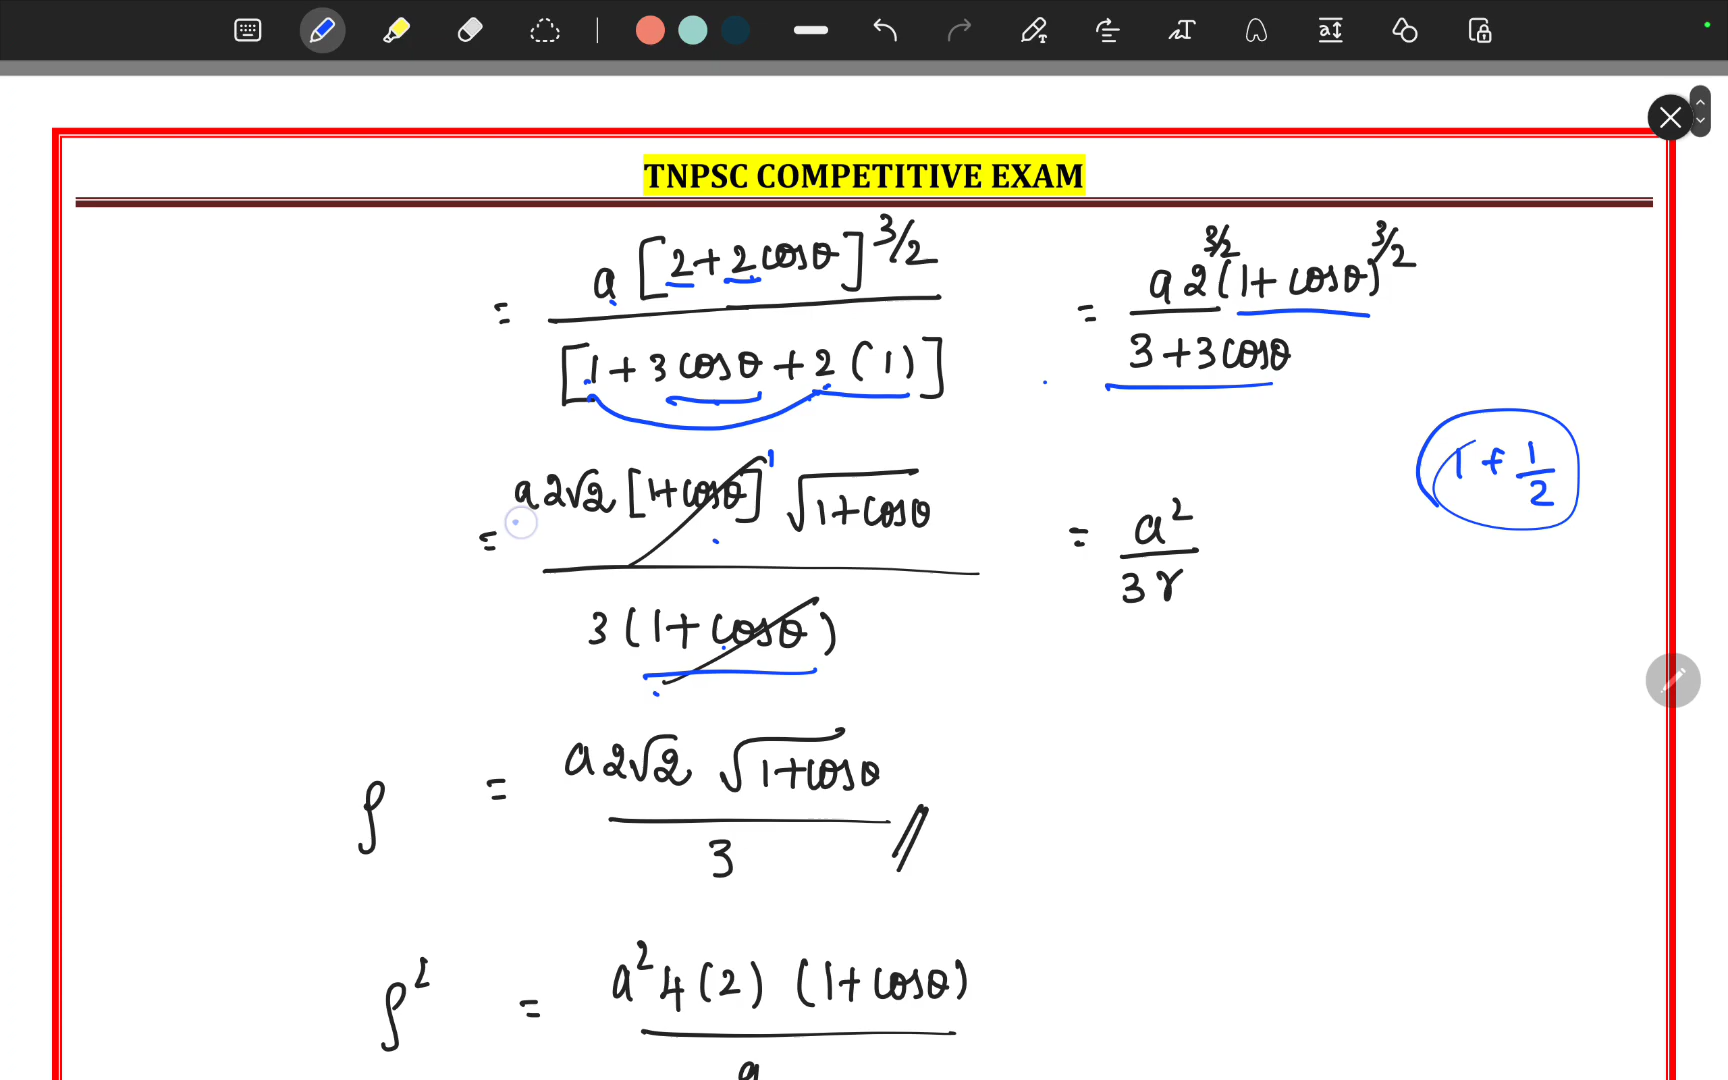 TNPSC COMPETITIVE EXAM
= a [2+2cosθ]^3/2 / [1+3cosθ+2(1)] = a 2^3/2 (1+cosθ)^3/2 / 3+3cosθ
1 + 1/2
= a 2√2 [1+cosθ]^1 √1+cosθ / 3(1+cosθ) = a² / 3r
ρ = a 2√2 √1+cosθ / 3 //
ρ² = a² 4(2) (1+cosθ) / 9